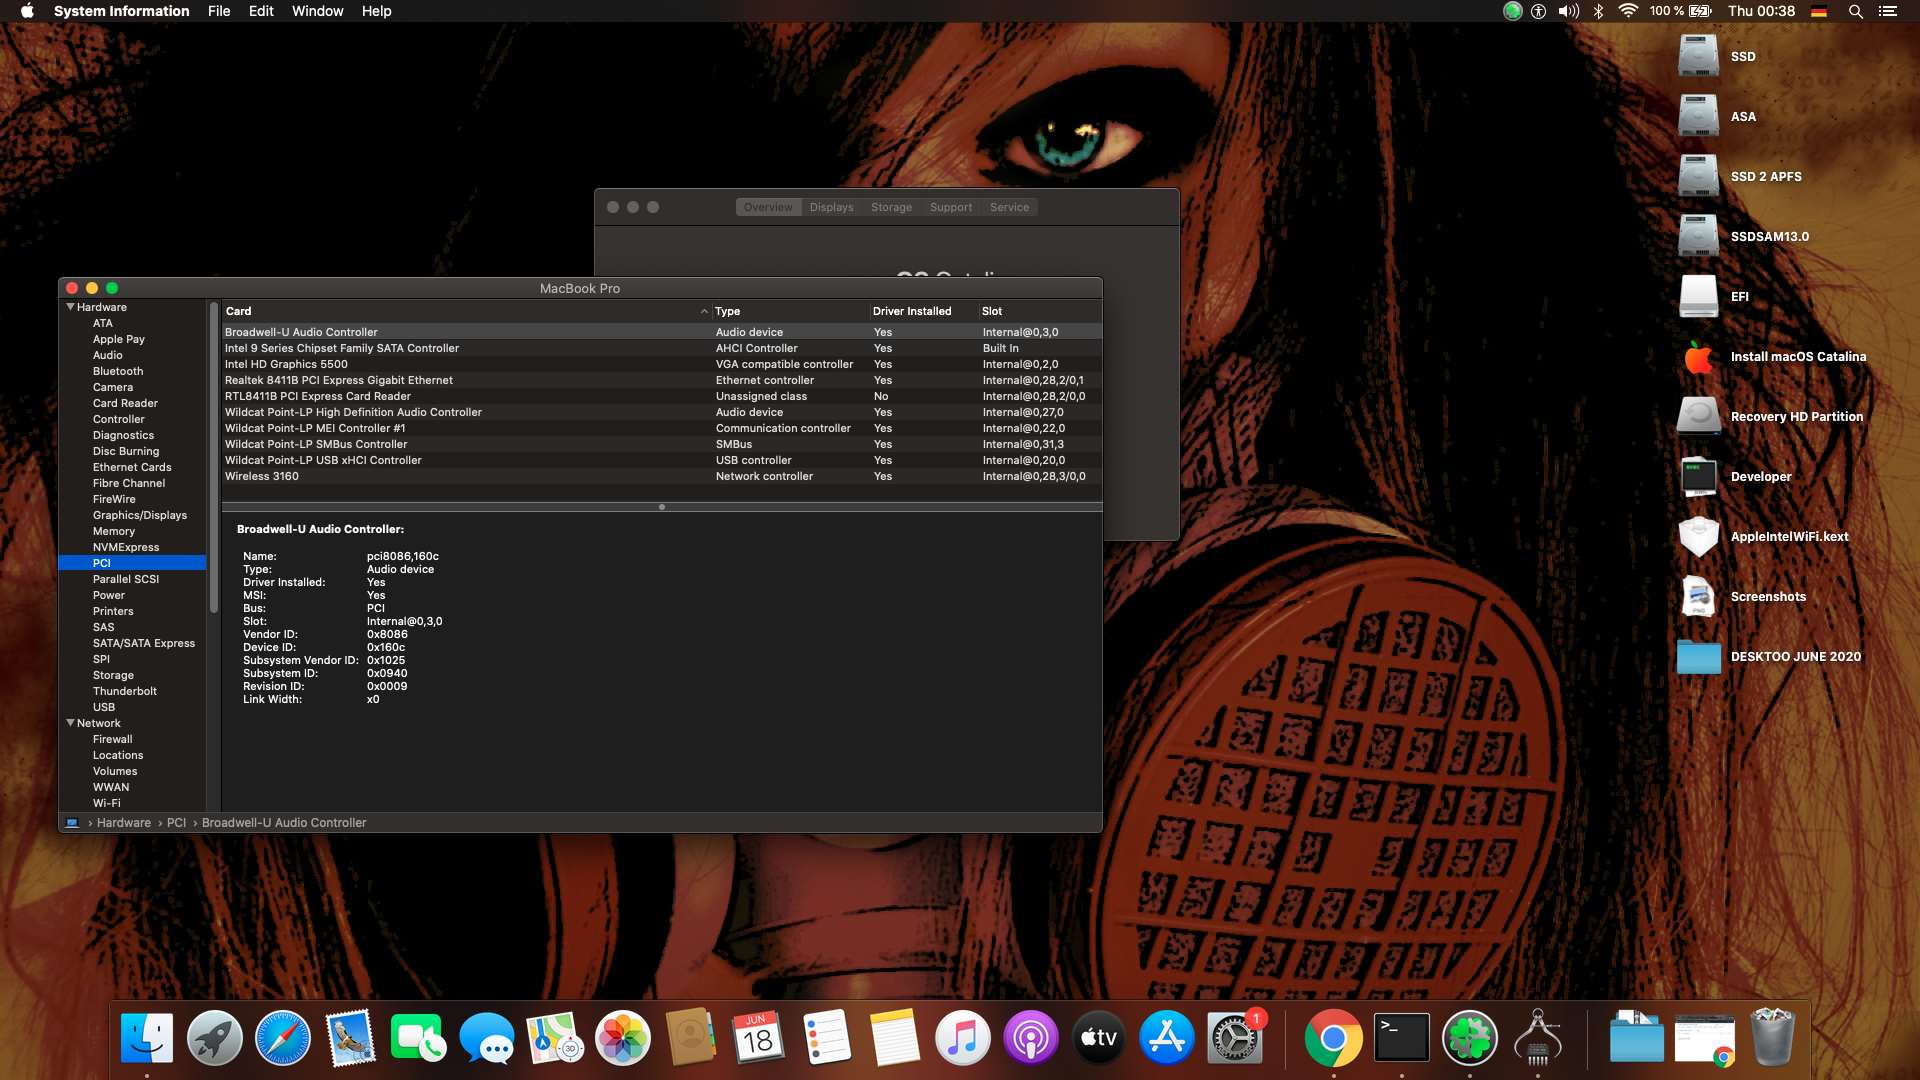 System Information File Edit Window Help
100 % Thu 00:38
SSD
ASA
SSD 2 APFS
SSDSAM13.0
EFI
Install macOS Catalina
Recovery HD Partition
Developer
AppleIntelWiFi.kext
Screenshots
DESKTOO JUNE 2020
Overview Displays Storage Support Service
MacBook Pro
Hardware
ATA
Apple Pay
Audio
Bluetooth
Camera
Card Reader
Controller
Diagnostics
Disc Burning
Ethernet Cards
Fibre Channel
FireWire
Graphics/Displays
Memory
NVMExpress
PCI
Parallel SCSI
Power
Printers
SAS
SATA/SATA Express
SPI
Storage
Thunderbolt
USB
Network
Firewall
Locations
Volumes
WWAN
Wi-Fi
Card Type Driver Installed Slot
Broadwell-U Audio Controller Audio device Yes Internal@0,3,0
Intel 9 Series Chipset Family SATA Controller AHCI Controller Yes Built In
Intel HD Graphics 5500 VGA compatible controller Yes Internal@0,2,0
Realtek 8411B PCI Express Gigabit Ethernet Ethernet controller Yes Internal@0,28,2/0,1
RTL8411B PCI Express Card Reader Unassigned class No Internal@0,28,2/0,0
Wildcat Point-LP High Definition Audio Controller Audio device Yes Internal@0,27,0
Wildcat Point-LP MEI Controller #1 Communication controller Yes Internal@0,22,0
Wildcat Point-LP SMBus Controller SMBus Yes Internal@0,31,3
Wildcat Point-LP USB xHCI Controller USB controller Yes Internal@0,20,0
Wireless 3160 Network controller Yes Internal@0,28,3/0,0
Broadwell-U Audio Controller:
Name: pci8086,160c
Type: Audio device
Driver Installed: Yes
MSI: Yes
Bus: PCI
Slot: Internal@0,3,0
Vendor ID: 0x8086
Device ID: 0x160c
Subsystem Vendor ID: 0x1025
Subsystem ID: 0x0940
Revision ID: 0x0009
Link Width: x0
› Hardware › PCI › Broadwell-U Audio Controller
3D
JUN
18
tv
1
>_